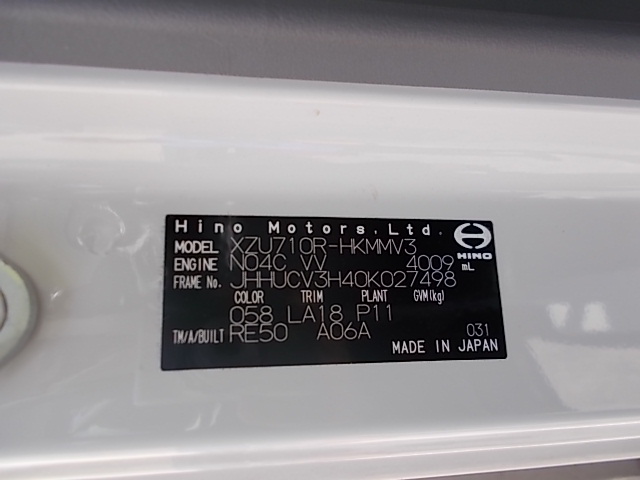 Hino Motors,Ltd.
MODEL XZU710R-HKMMV3
HINO
ENGINE N04C VV 4009 mL
FRAME No. JHHUCV3H40K027498
COLOR TRIM PLANT GVM(kg)
058 LA18 P11
TM/A/BUILT RE50 A06A 031
MADE IN JAPAN